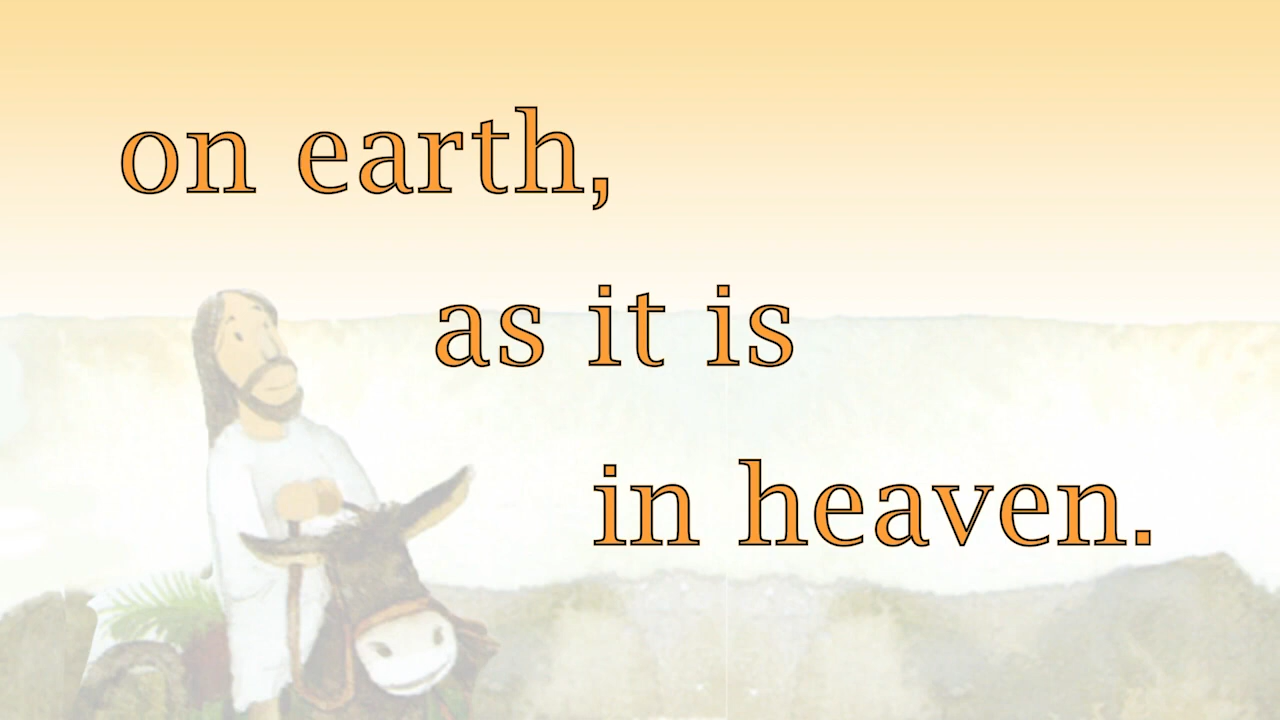 on earth,
as it is
in heaven.